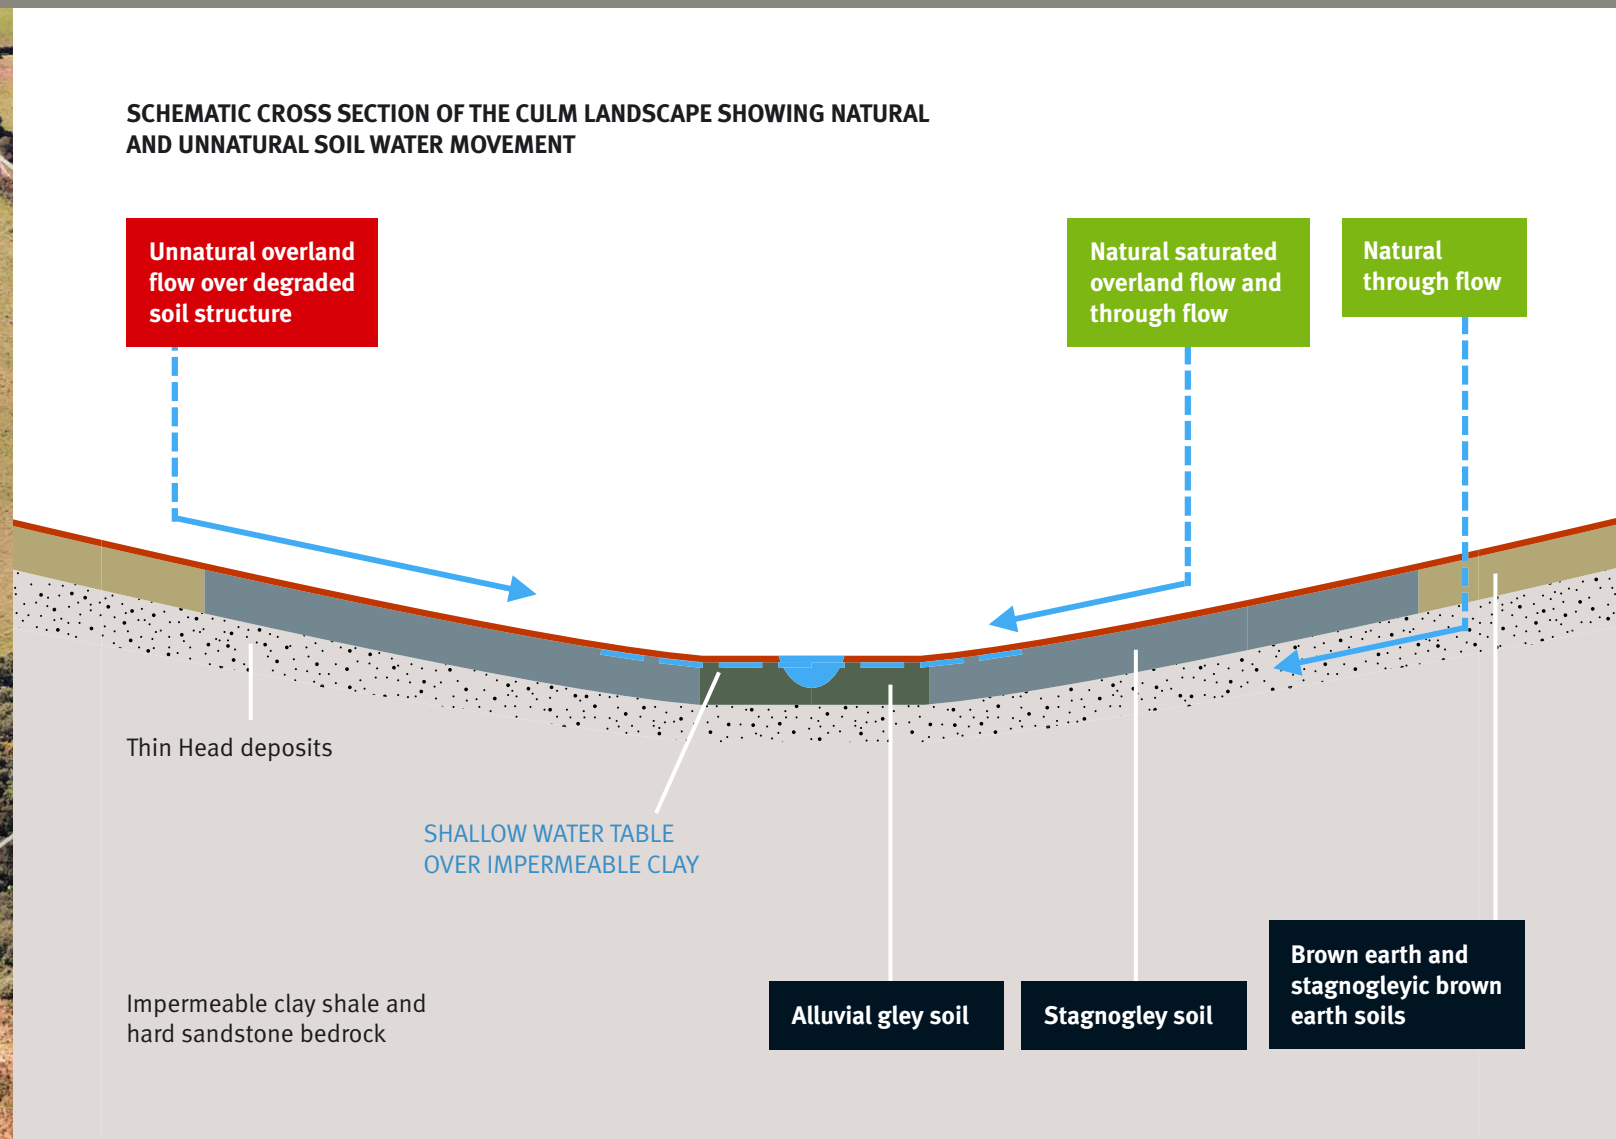 SCHEMATIC CROSS SECTION OF THE CULM LANDSCAPE SHOWING NATURAL
AND UNNATURAL SOIL WATER MOVEMENT
Unnatural overland
flow over degraded
soil structure
Natural saturated
overland flow and
through flow
Natural
through flow
Thin Head deposits
SHALLOW WATER TABLE
OVER IMPERMEABLE CLAY
Impermeable clay shale and
hard sandstone bedrock
Alluvial gley soil
Stagnogley soil
Brown earth and
stagnogleyic brown
earth soils